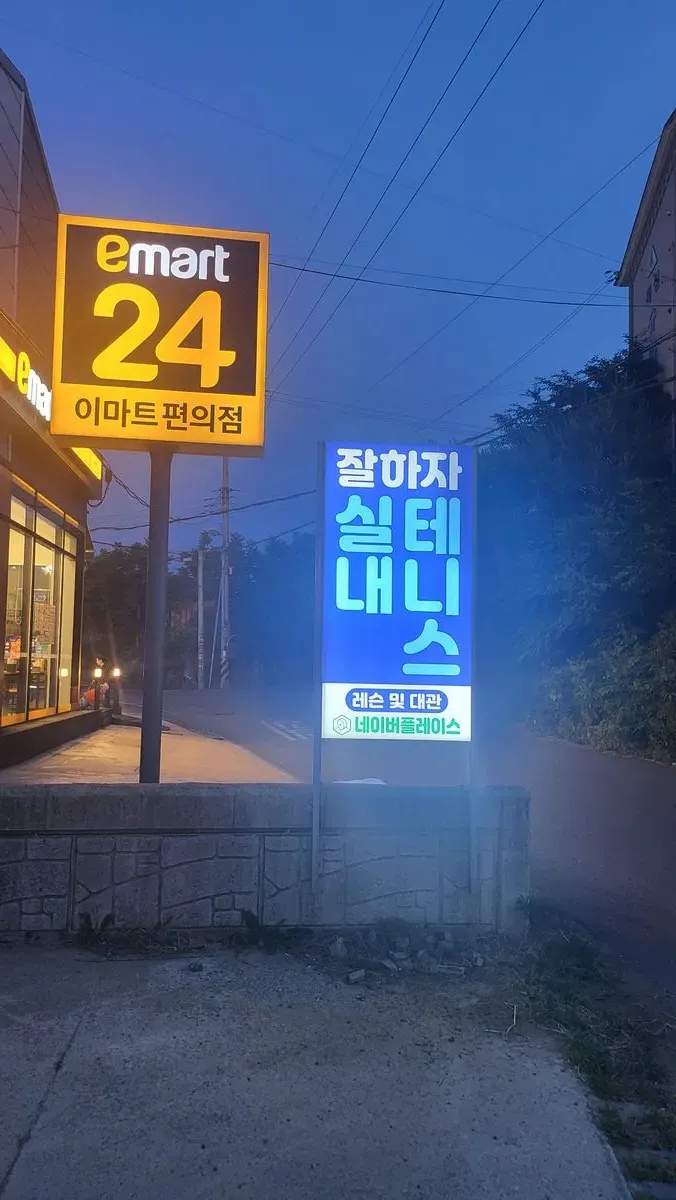 emart
24
이마트편의점
ema
잘하자
실내
테니스
레슨 및 대관
네이버플레이스